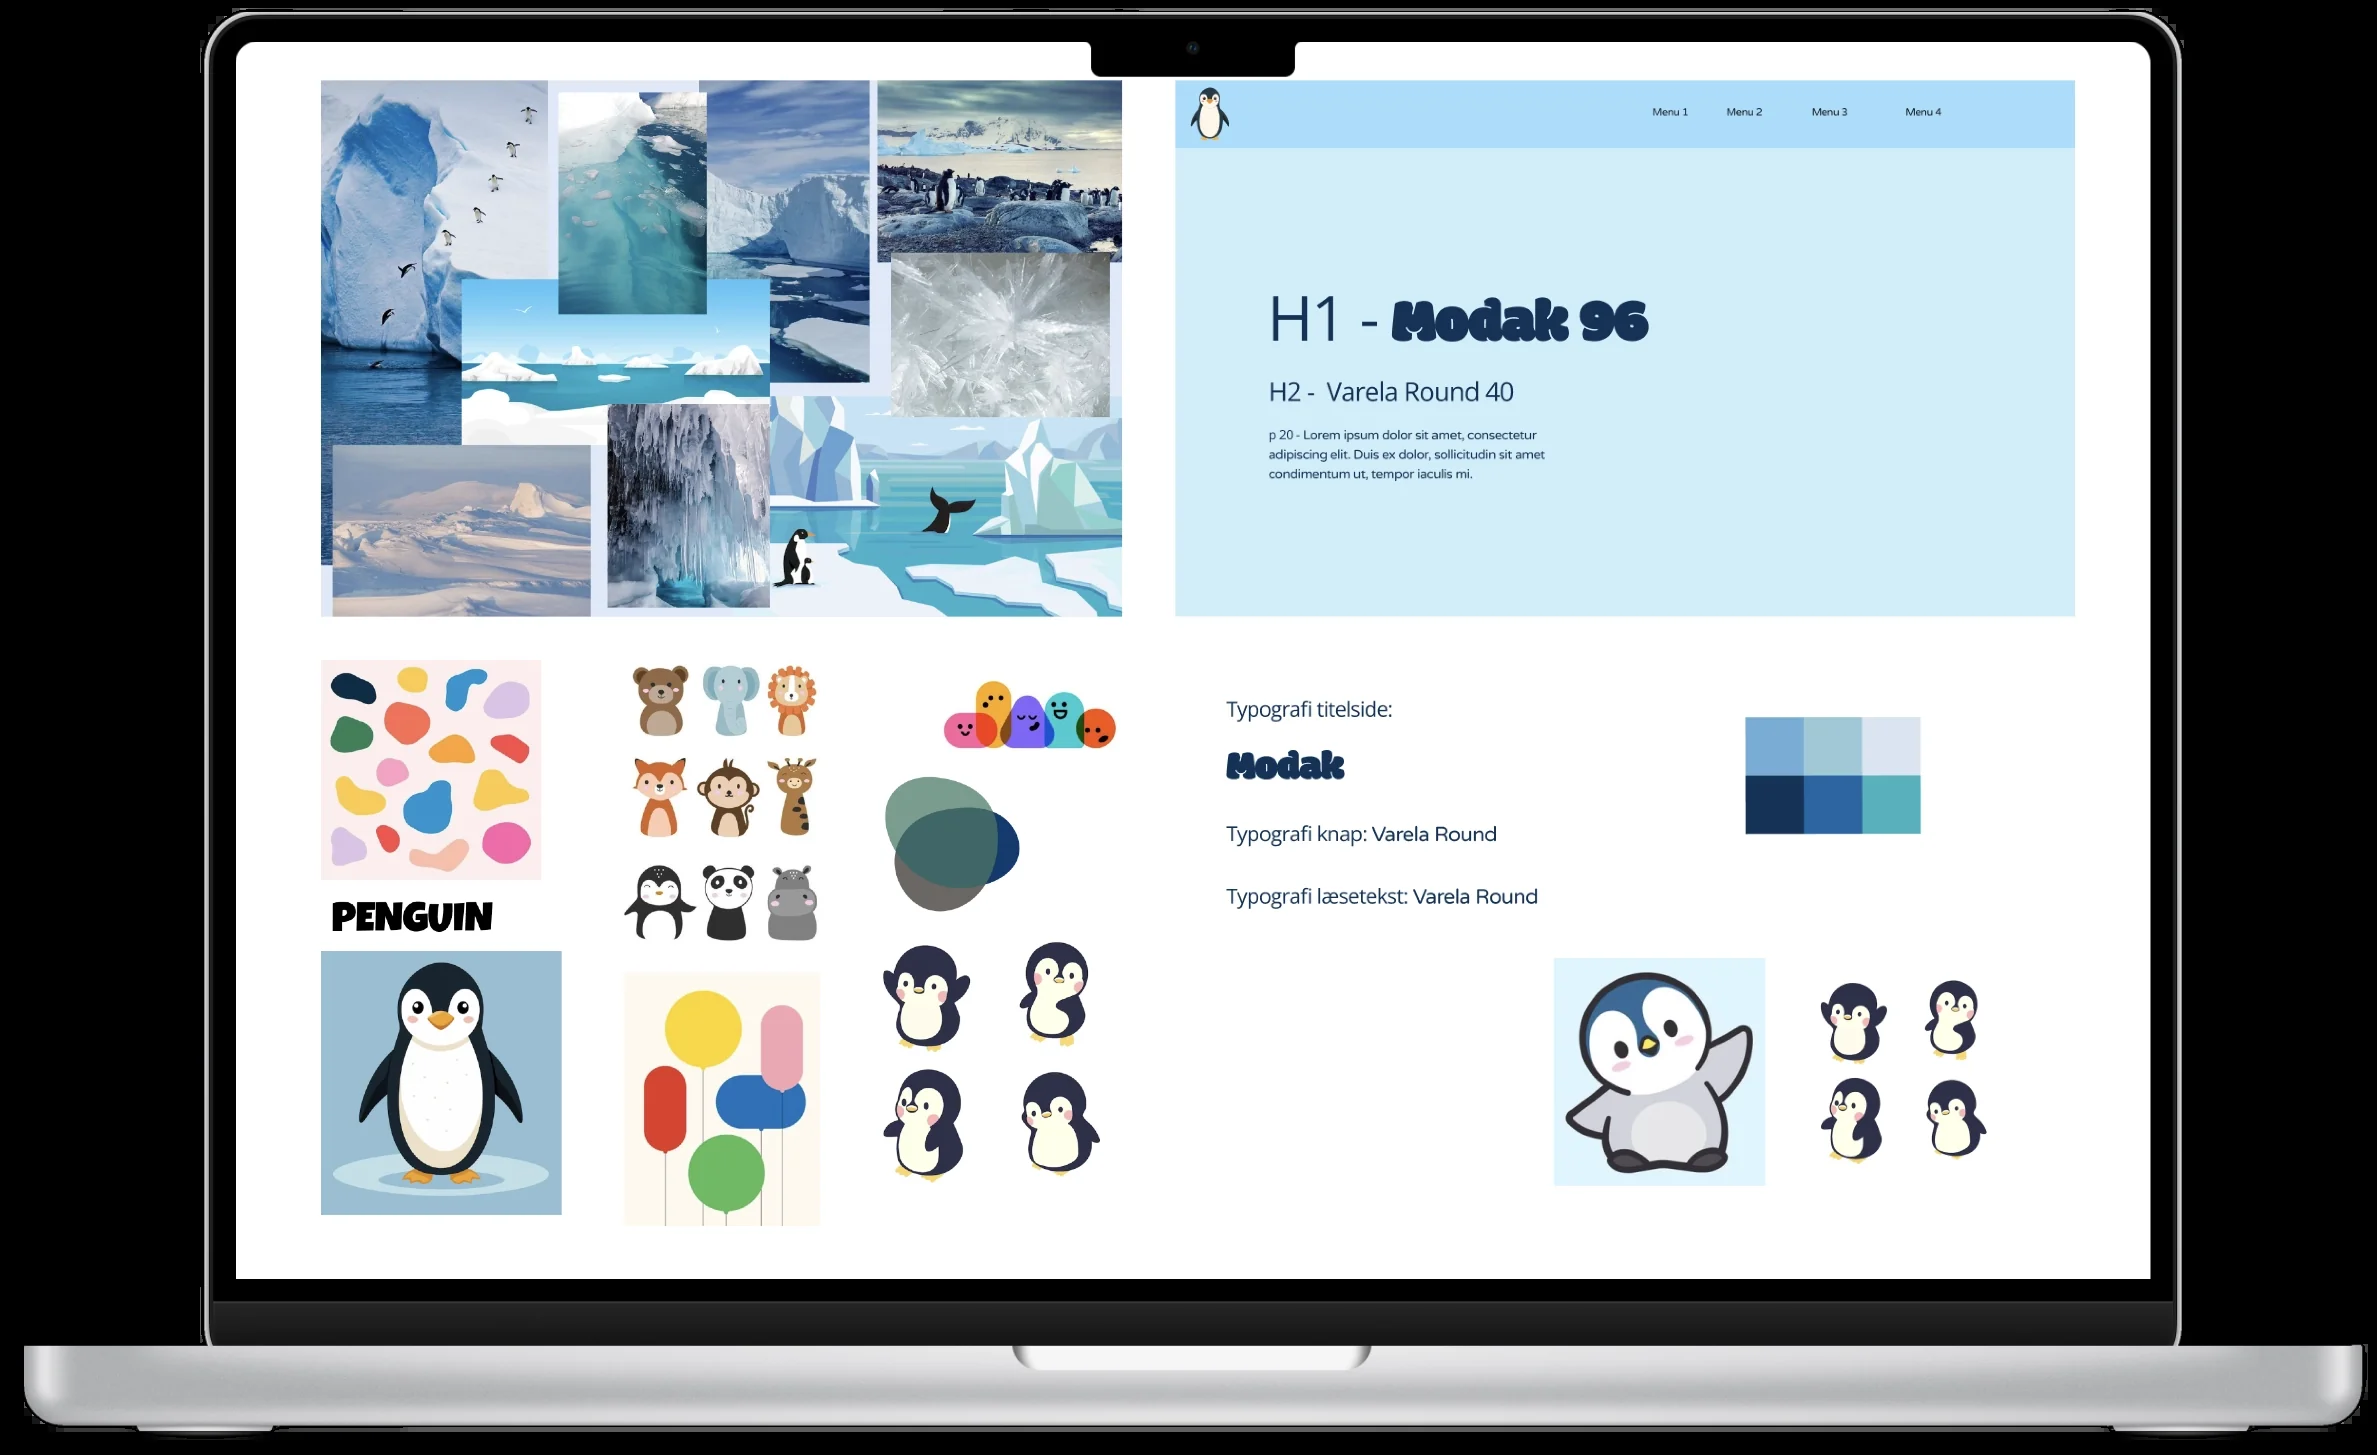 Menu 1 Menu 2 Menu 3 Menu 4
H1 - Modak 96
H2 - Varela Round 40
p 20 - Lorem ipsum dolor sit amet, consectetur
adipiscing elit. Duis ex dolor, sollicitudin sit amet
condimentum ut, tempor iaculis mi.
PENGUIN
Typografi titelside:
Modak
Typografi knap: Varela Round
Typografi læsetekst: Varela Round